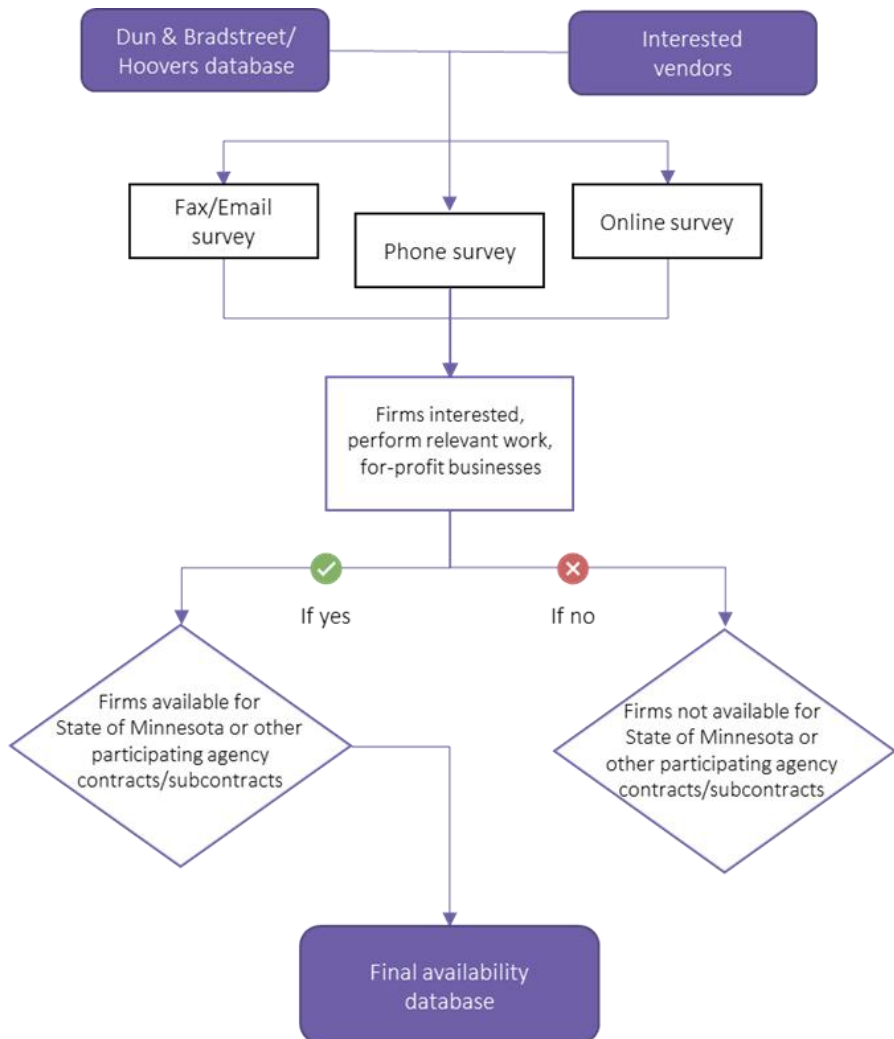 Dun & Bradstreet/
Hoovers database
Interested
vendors
Fax/Email
survey
Phone survey
Online survey
Firms interested,
perform relevant work,
for-profit businesses
If yes
If no
Firms available for
State of Minnesota or other
participating agency
contracts/subcontracts
Firms not available for
State of Minnesota or
other participating agency
contracts/subcontracts
Final availability
database